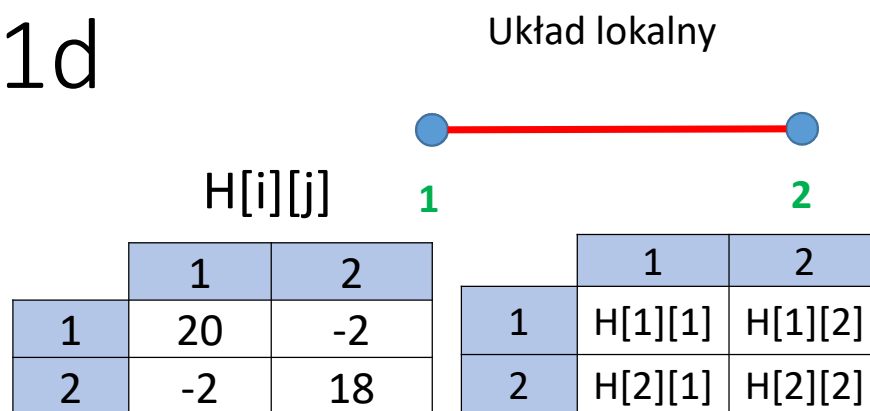 1d
Układ lokalny
H[i][j]
1 2
1 2
1 20 -2
2 -2 18
1 2
1 H[1][1] H[1][2]
2 H[2][1] H[2][2]